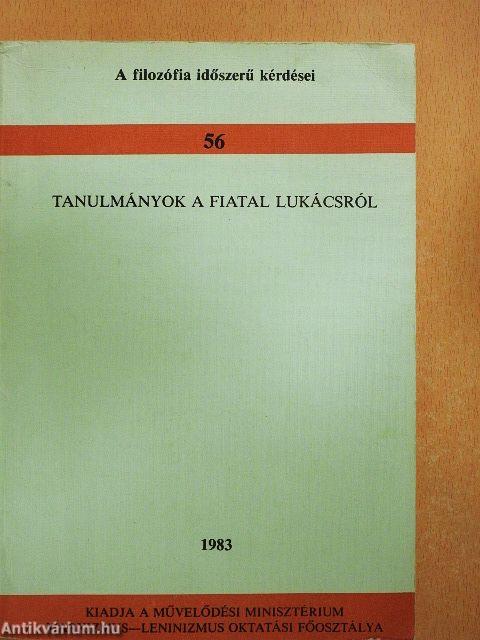 A filozófia időszerű kérdései
56
TANULMÁNYOK A FIATAL LUKÁCSRÓL
1983
KIADJA A MŰVELŐDÉSI MINISZTÉRIUM
S—LENINIZMUS OKTATÁSI FŐOSZTÁLYA
Antikvárium.hu